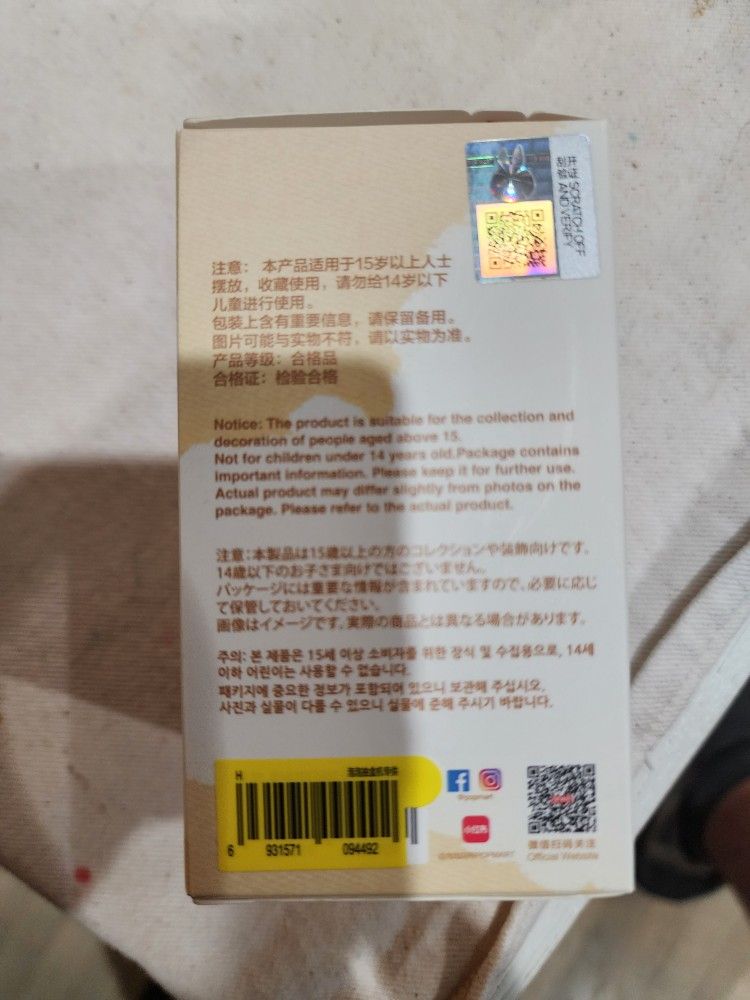 SCRATCH OFF
AND VERIFY
注意： 本产品适用于15岁以上人士
摆放，收藏使用，请勿给14岁以下
儿童进行使用。
包装上含有重要信息，请保留备用。
图片可能与实物不符，请以实物为准。
产品等级：合格品
合格证：检验合格
Notice: The product is suitable for the collection and
decoration of people aged above 15.
Not for children under 14 years old.Package contains
important information. Please keep it for further use.
Actual product may differ slightly from photos on the
package. Please refer to the actual product.
注意：本製品は15歳以上の方のコレクションや装飾向けです。
14歳以下のお子さま向けではございません。
パッケージには重要な情報が含まれていますので、必要に応じ
て保管しておいてください。
画像はイメージです。実際の商品とは異なる場合があります。
주의: 본 제품은 15세 이상 소비자를 위한 장식 및 수집용으로, 14세
이하 어린이는 사용할 수 없습니다.
패키지에 중요한 정보가 포함되어 있으니 보관해 주십시오.
사진과 실물이 다를 수 있으니 실물에 준해 주시기 바랍니다.
H
6 931571 094492
Popmart
小红书
POPMART
微信扫码关注
Official Website